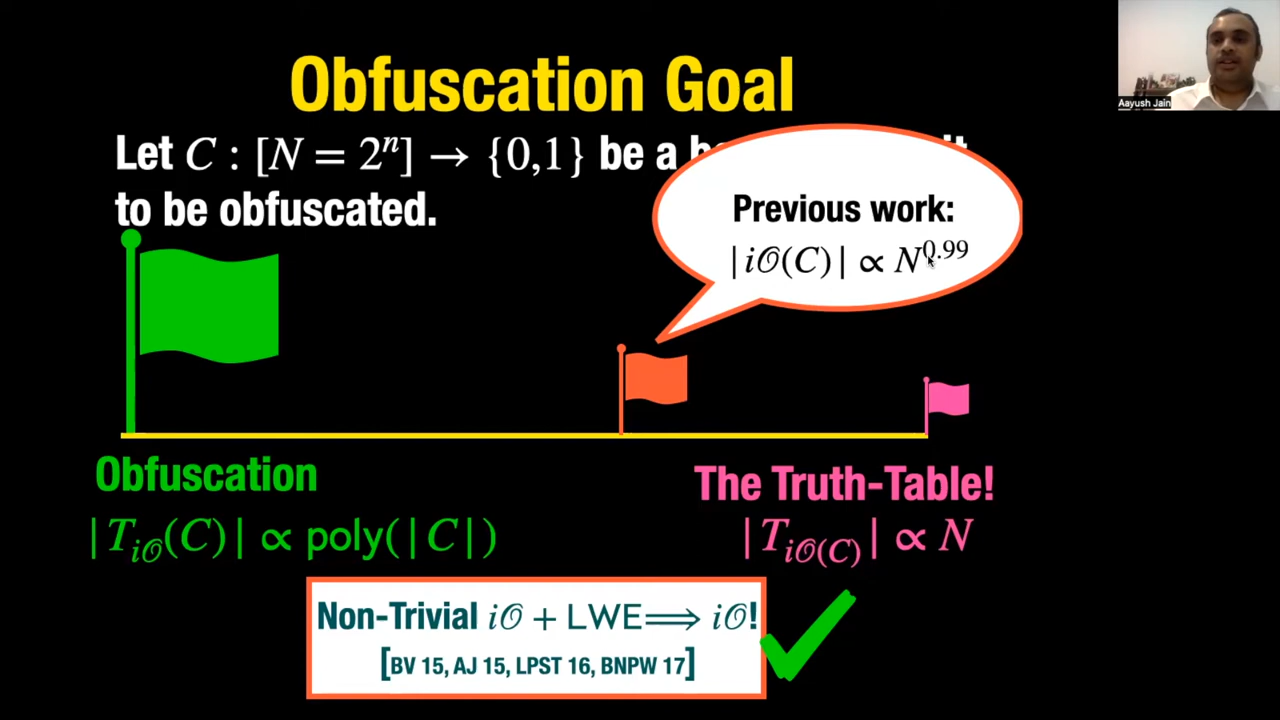 Obfuscation Goal
Aayush Jain
Let C : [N = 2ⁿ] → {0,1} be a
to be obfuscated.
Previous work:
|i𝒪(C)| ∝ N^0.99
Obfuscation
|T_i𝒪(C)| ∝ poly(|C|)
The Truth-Table!
|T_i𝒪(C)| ∝ N
Non-Trivial i𝒪 + LWE ⟹ i𝒪!
[BV 15, AJ 15, LPST 16, BNPW 17]